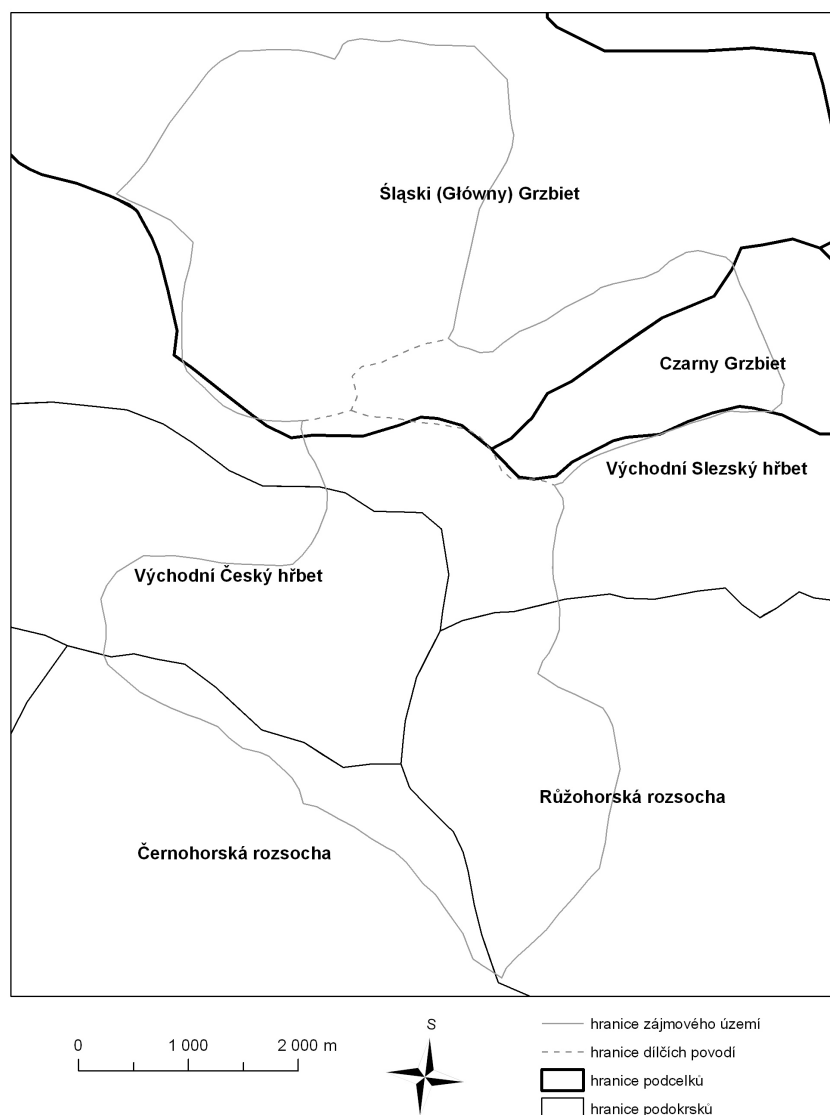 Śląski (Główny) Grzbiet
Czarny Grzbiet
Východní Slezský hřbet
Východní Český hřbet
Růžohorská rozsocha
Černohorská rozsocha
0 1 000 2 000 m
S
hranice zájmového území
hranice dílčích povodí
hranice podcelků
hranice podokrsků